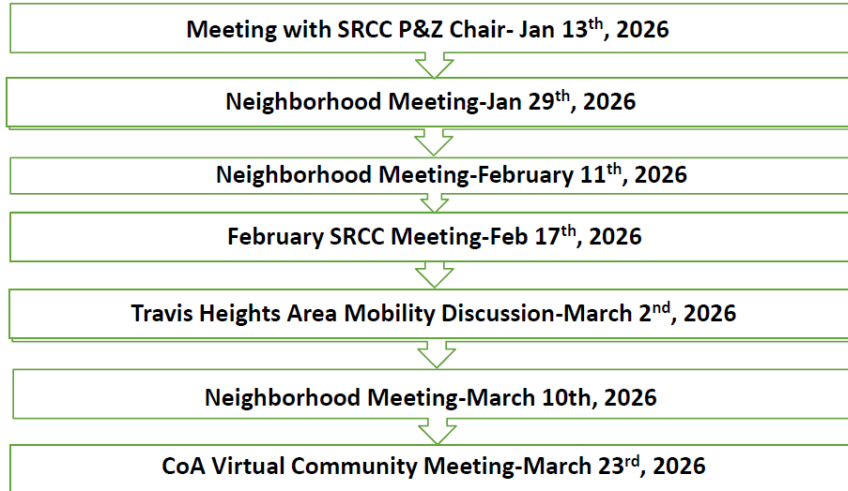 Meeting with SRCC P&Z Chair- Jan 13th, 2026
Neighborhood Meeting-Jan 29th, 2026
Neighborhood Meeting-February 11th, 2026
February SRCC Meeting-Feb 17th, 2026
Travis Heights Area Mobility Discussion-March 2nd, 2026
Neighborhood Meeting-March 10th, 2026
CoA Virtual Community Meeting-March 23rd, 2026